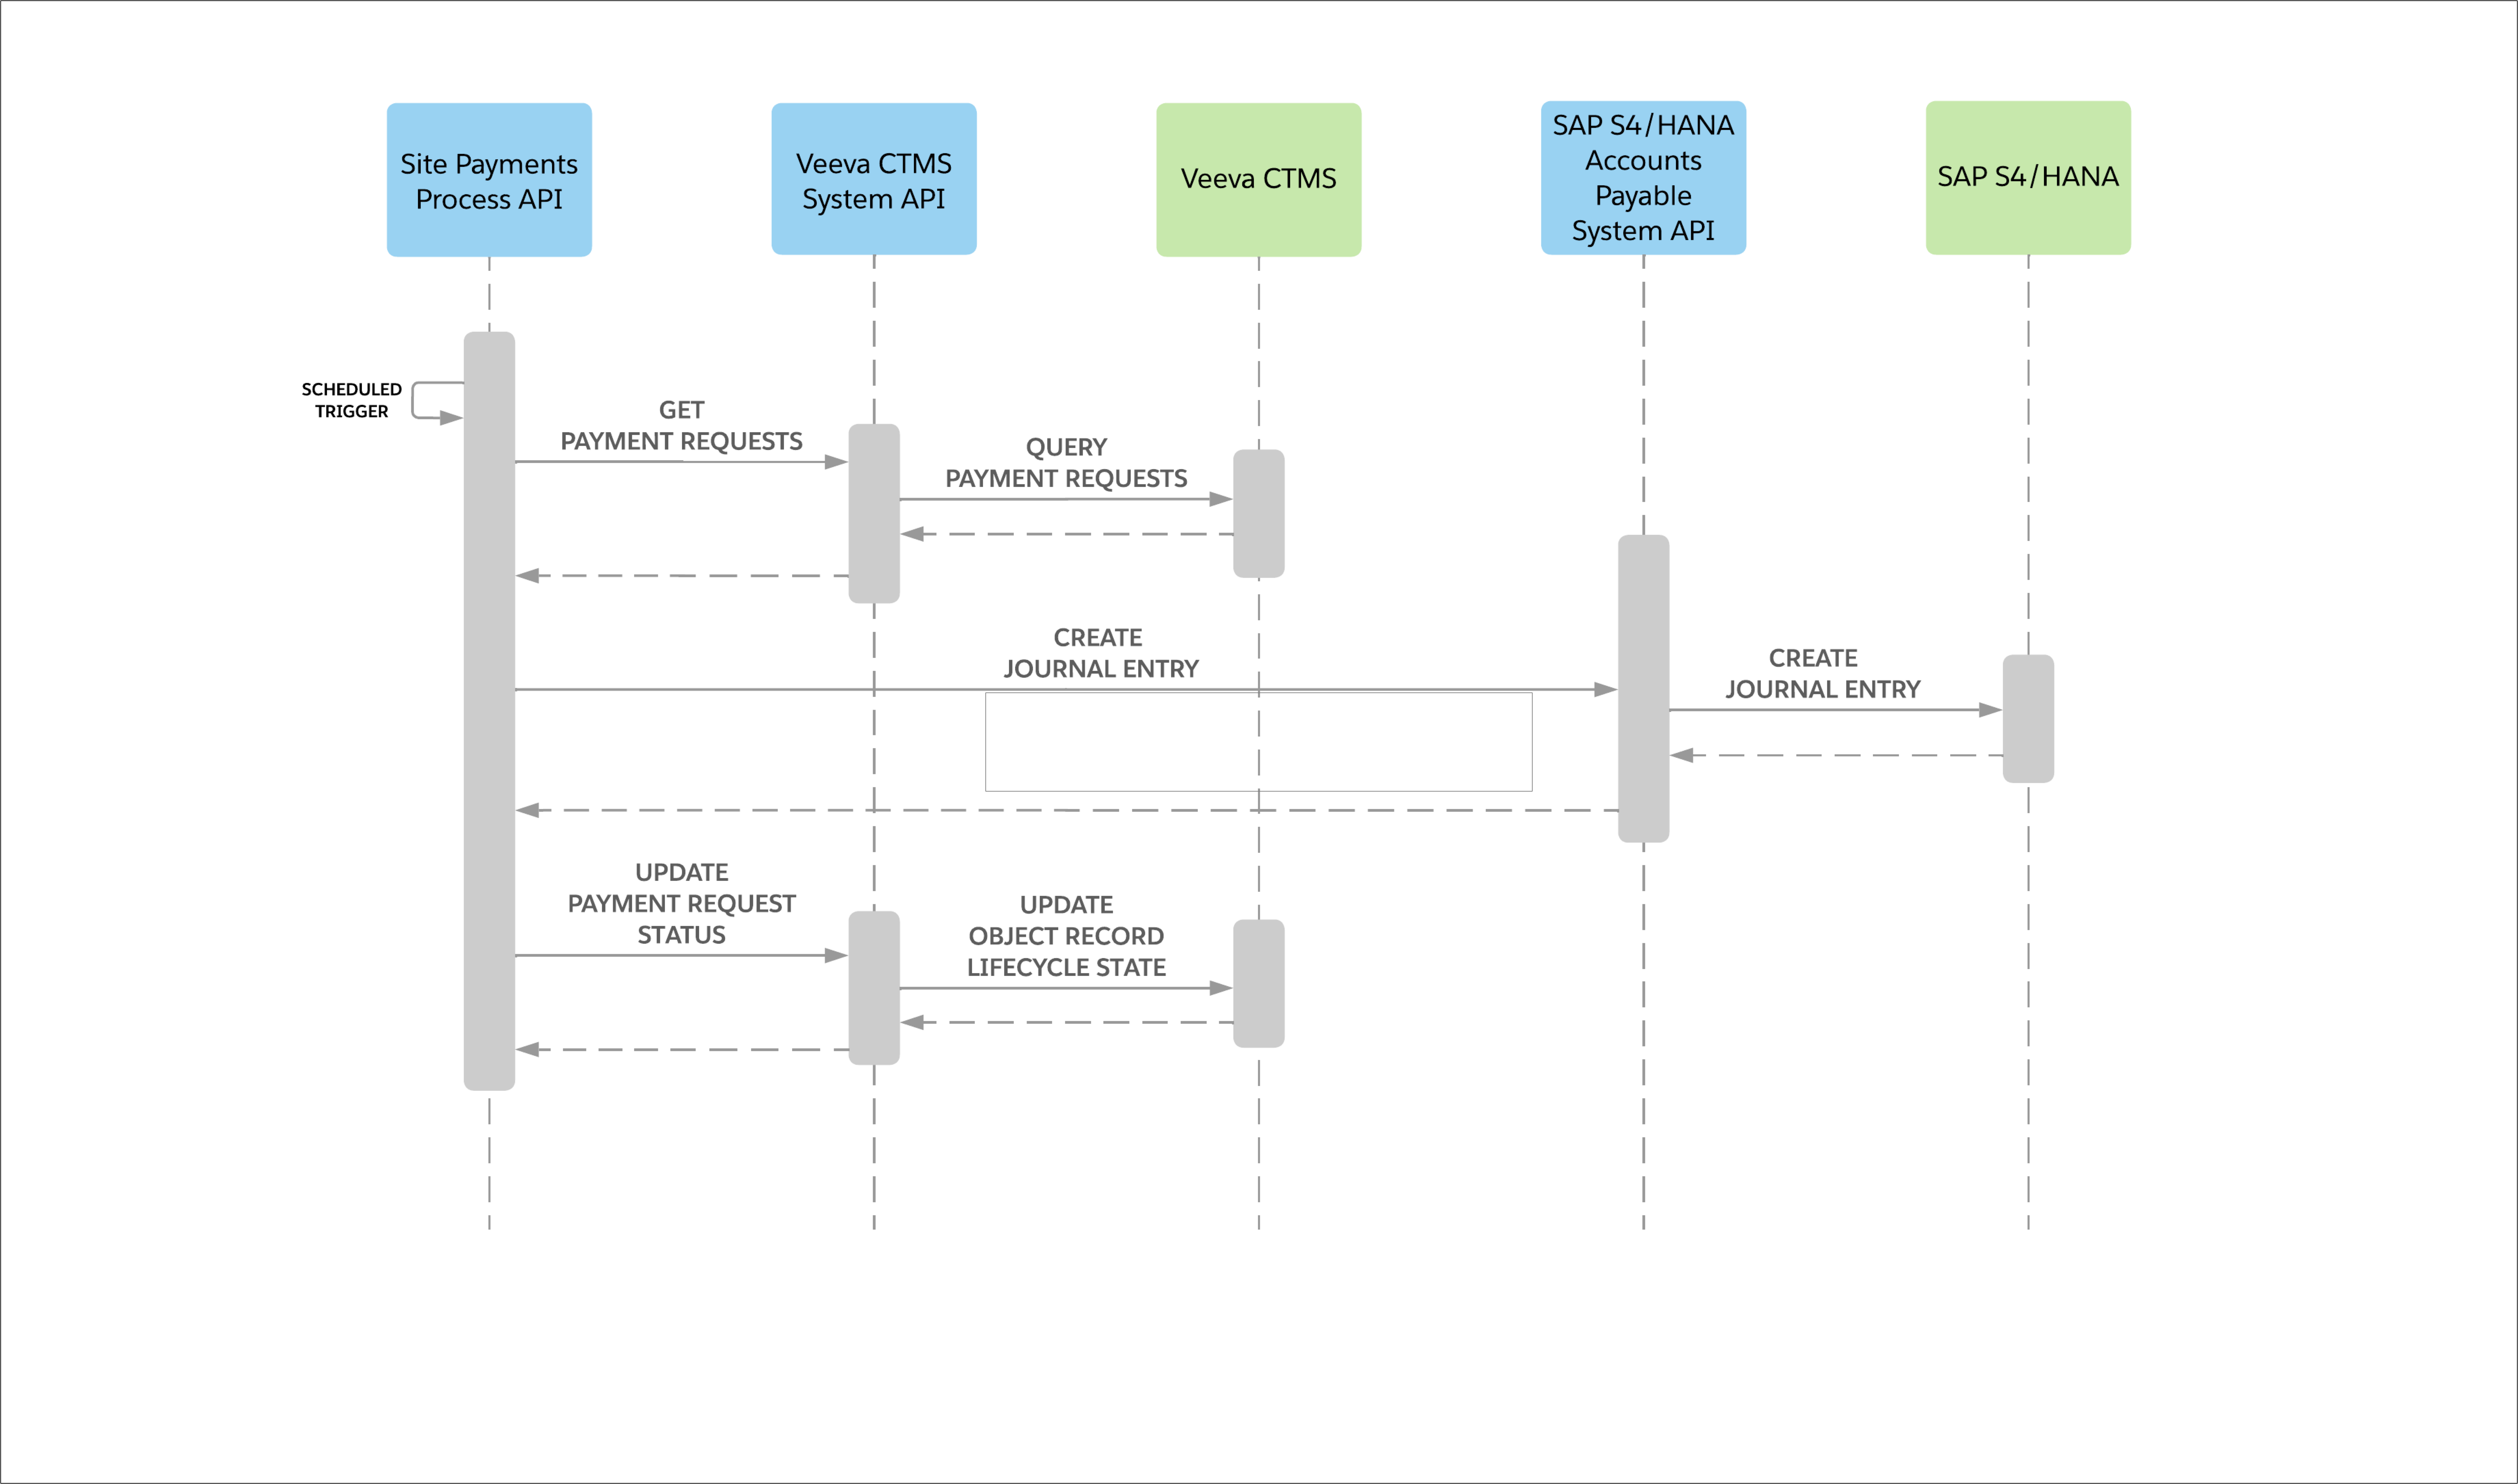 Site Payments
Process API
Veeva CTMS
System API
Veeva CTMS
SAP S4/HANA
Accounts
Payable
System API
SAP S4/HANA
SCHEDULED
TRIGGER
GET
PAYMENT REQUESTS
QUERY
PAYMENT REQUESTS
CREATE
JOURNAL ENTRY
CREATE
JOURNAL ENTRY
UPDATE
PAYMENT REQUEST
STATUS
UPDATE
OBJECT RECORD
LIFECYCLE STATE